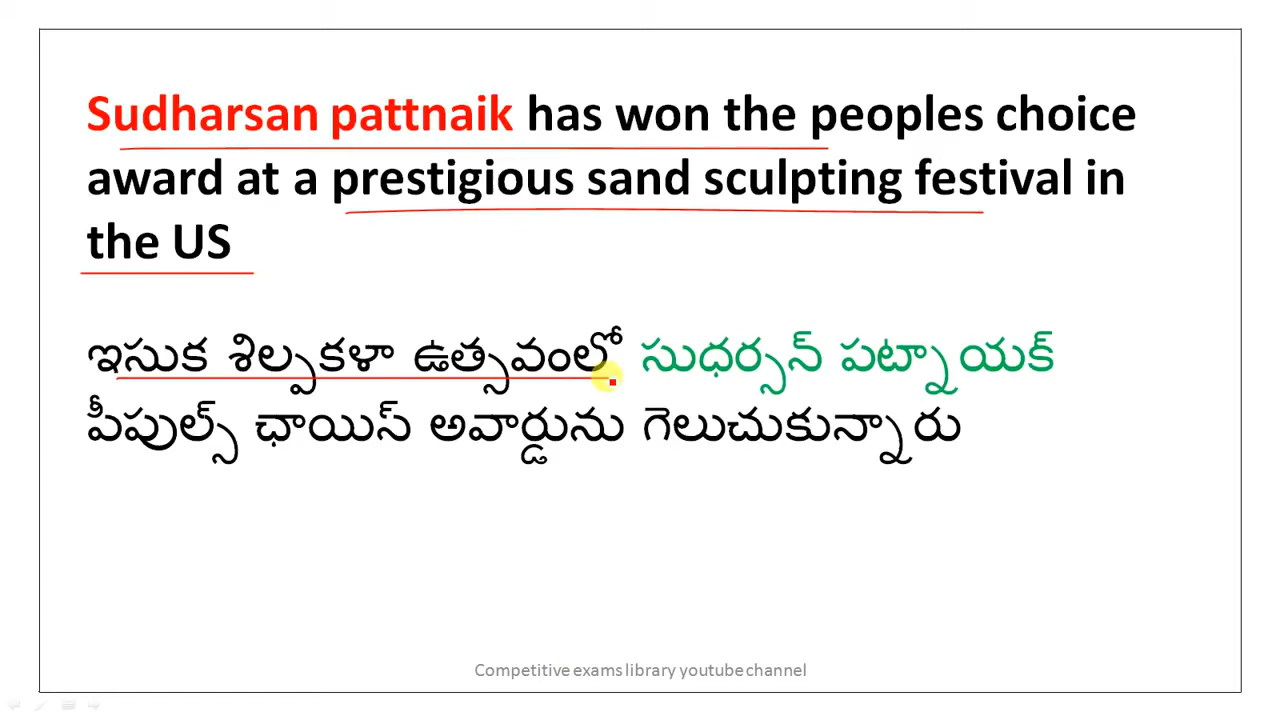 Sudharsan pattnaik has won the peoples choice
award at a prestigious sand sculpting festival in
the US
ఇసుక శిల్పకళా ఉత్సవంలో సుధర్సన్ పట్నాయక్
పీపుల్స్ ఛాయిస్ అవార్డును గెలుచుకున్నారు
Competitive exams library youtube channel